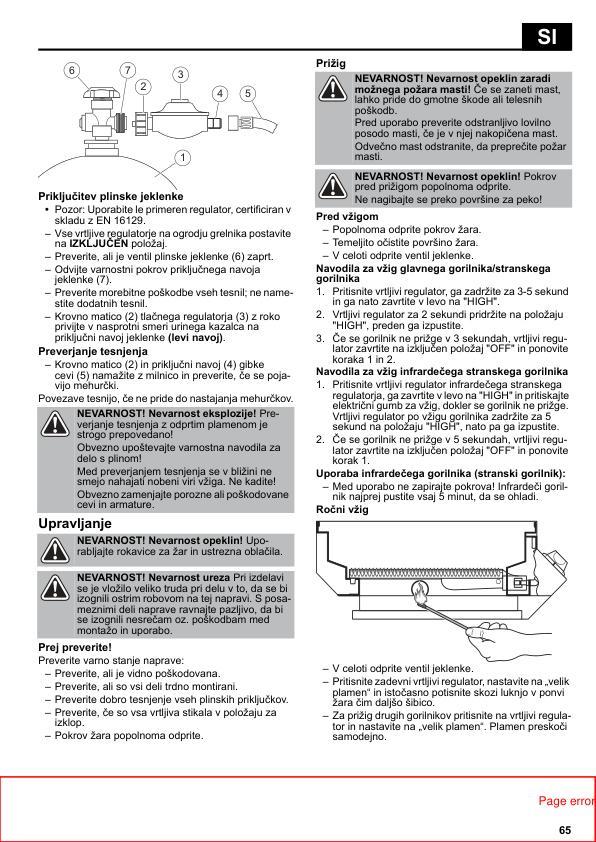 SI
6
7
2
3
4
5
1
Priključitev plinske jeklenke
• Pozor: Uporabite le primeren regulator, certificiran v
skladu z EN 16129.
– Vse vrtljive regulatorje na ogrodju grelnika postavite
na IZKLJUČEN položaj.
– Preverite, ali je ventil plinske jeklenke (6) zaprt.
– Odvijte varnostni pokrov priključnega navoja
jeklenke (7).
– Preverite morebitne poškodbe vseh tesnil; ne name-
stite dodatnih tesnil.
– Krovno matico (2) tlačnega regulatorja (3) z roko
privijte v nasprotni smeri urinega kazalca na
priključni navoj jeklenke (levi navoj).
Preverjanje tesnjenja
– Krovno matico (2) in priključni navoj (4) gibke
cevi (5) namažite z milnico in preverite, če se poja-
vijo mehurčki.
Povezave tesnijo, če ne pride do nastajanja mehurčkov.
NEVARNOST! Nevarnost eksplozije! Pre-
verjanje tesnjenja z odprtim plamenom je
strogo prepovedano!
Obvezno upoštevajte varnostna navodila za
delo s plinom!
Med preverjanjem tesnjenja se v bližini ne
smejo nahajati nobeni viri vžiga. Ne kadite!
Obvezno zamenjajte porozne ali poškodovane
cevi in armature.
Upravljanje
NEVARNOST! Nevarnost opeklin! Upo-
rabljajte rokavice za žar in ustrezna oblačila.
NEVARNOST! Nevarnost ureza Pri izdelavi
se je vložilo veliko truda pri delu v to, da se bi
izognili ostrim robovom na tej napravi. S posa-
meznimi deli naprave ravnajte pazljivo, da bi
se izognili nesrečam oz. poškodbam med
montažo in uporabo.
Prej preverite!
Preverite varno stanje naprave:
– Preverite, ali je vidno poškodovana.
– Preverite, ali so vsi deli trdno montirani.
– Preverite dobro tesnjenje vseh plinskih priključkov.
– Preverite, če so vsa vrtljiva stikala v položaju za
izklop.
– Pokrov žara popolnoma odprite.
Prižig
NEVARNOST! Nevarnost opeklin zaradi
možnega požara masti! Če se zaneti mast,
lahko pride do gmotne škode ali telesnih
poškodb.
Pred uporabo preverite odstranljivo lovilno
posodo masti, če je v njej nakopičena mast.
Odvečno mast odstranite, da preprečite požar
masti.
NEVARNOST! Nevarnost opeklin! Pokrov
pred prižigom popolnoma odprite.
Ne nagibajte se preko površine za peko!
Pred vžigom
– Popolnoma odprite pokrov žara.
– Temeljito očistite površino žara.
– V celoti odprite ventil jeklenke.
Navodila za vžig glavnega gorilnika/stranskega
gorilnika
1. Pritisnite vrtljivi regulator, ga zadržite za 3-5 sekund
in ga nato zavrtite v levo na "HIGH".
2. Vrtljivi regulator za 2 sekundi pridržite na položaju
"HIGH", preden ga izpustite.
3. Če se gorilnik ne prižge v 3 sekundah, vrtljivi regu-
lator zavrtite na izključen položaj "OFF" in ponovite
koraka 1 in 2.
Navodila za vžig infrardečega stranskega gorilnika
1. Pritisnite vrtljivi regulator infrardečega stranskega
regulatorja, ga zavrtite v levo na "HIGH" in pritiskajte
električni gumb za vžig, dokler se gorilnik ne prižge.
Vrtljivi regulator po vžigu gorilnika zadržite za 5
sekund na položaju "HIGH", nato pa ga izpustite.
2. Če se gorilnik ne prižge v 5 sekundah, vrtljivi regu-
lator zavrtite na izključen položaj "OFF" in ponovite
korak 1.
Uporaba infrardečega gorilnika (stranski gorilnik):
– Med uporabo ne zapirajte pokrova! Infrardeči goril-
nik najprej pustite vsaj 5 minut, da se ohladi.
Ročni vžig
– V celoti odprite ventil jeklenke.
– Pritisnite zadevni vrtljivi regulator, nastavite na „velik
plamen“ in istočasno potisnite skozi luknjo v ponvi
žara čim daljšo šibico.
– Za prižig drugih gorilnikov pritisnite na vrtljivi regula-
tor in nastavite na „velik plamen“. Plamen preskoči
samodejno.
Page error
65